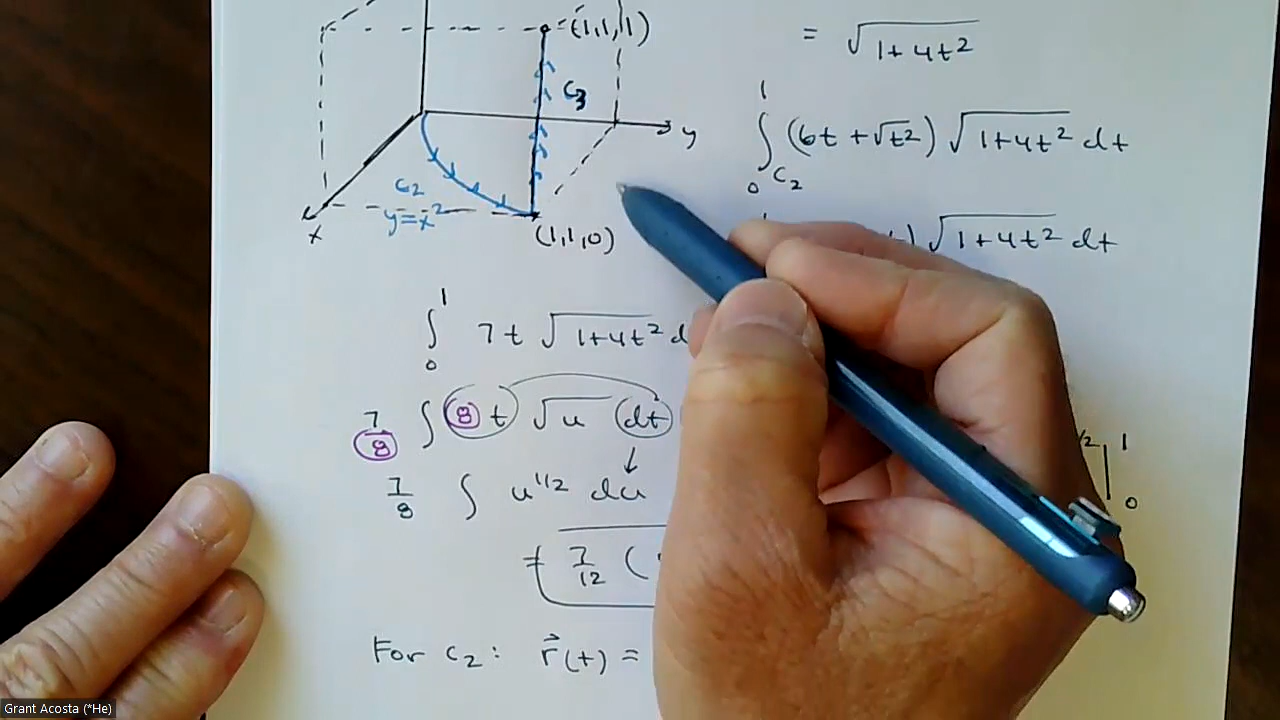 (1,1,1)
= √1+4t²
C3
y
1
∫ (6t + √t²) √1+4t² dt
0 C2
C2
y=x²
x
(1,1,0)
1
√1+4t² dt
1
∫ 7t √1+4t² d
0
7/8 ∫ 8t √u dt
1
↓
0
7/8 ∫ u^1/2 du
= 7/12 (
For C2: r⃗(t) =
Grant Acosta (*He)